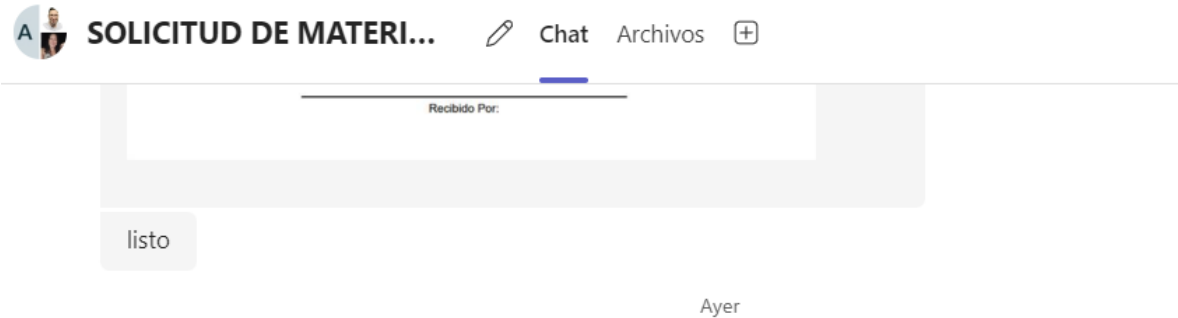 A
SOLICITUD DE MATERI... Chat Archivos
Recibido Por:
listo
Ayer